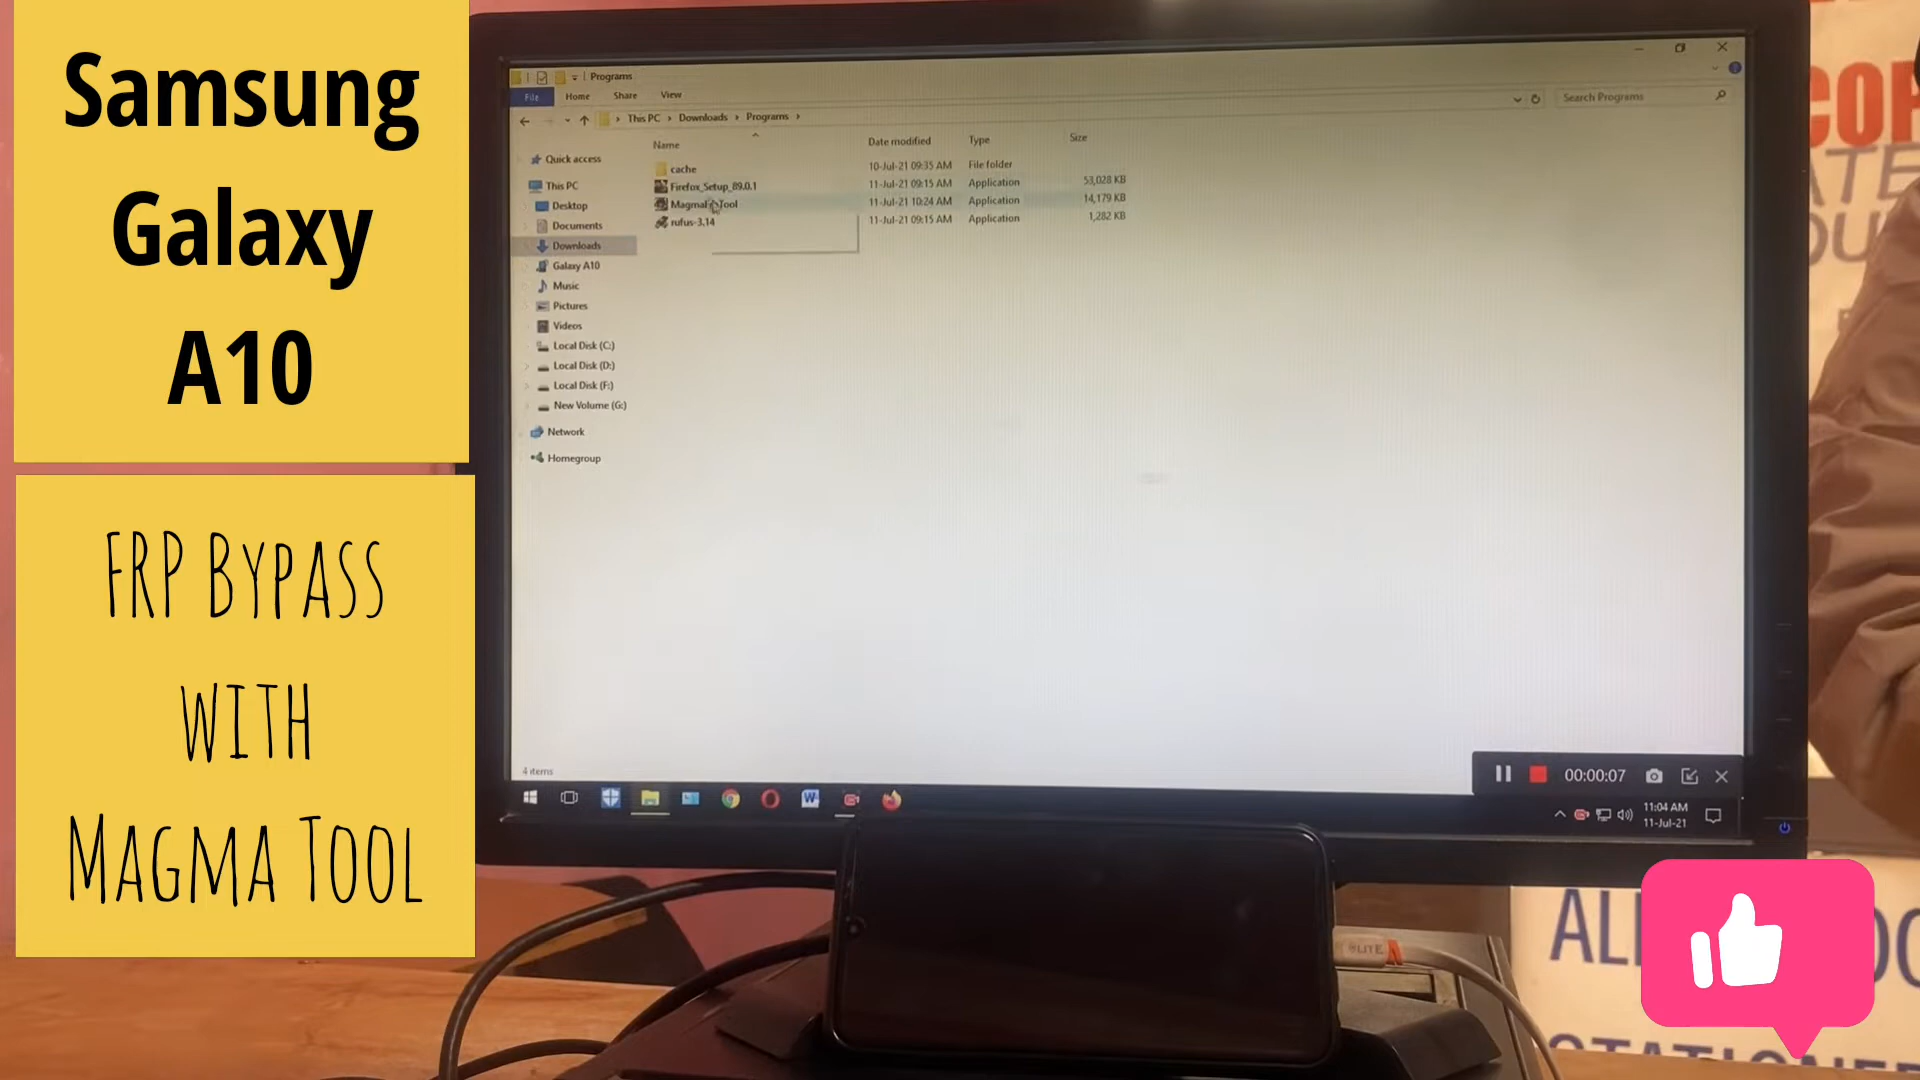 Samsung
Galaxy
A10
FRP Bypass
with
Magma Tool
Programs
File
Home
Share
View
This PC
Downloads
Programs
Search Programs
Name
Date modified
Type
Size
cache
10-Jul-21 09:35 AM
File folder
Firefox_Setup_89.0.1
11-Jul-21 09:15 AM
Application
53,028 KB
11-Jul-21 10:24 AM
Application
14,179 KB
rufus-3.14
11-Jul-21 09:15 AM
Application
1,282 KB
Quick access
This PC
Desktop
Documents
Downloads
Galaxy A10
Music
Pictures
Videos
Local Disk (C:)
Local Disk (D:)
Local Disk (F:)
New Volume (G:)
Network
Homegroup
4 items
00:00:07
11:04 AM
11-Jul-21